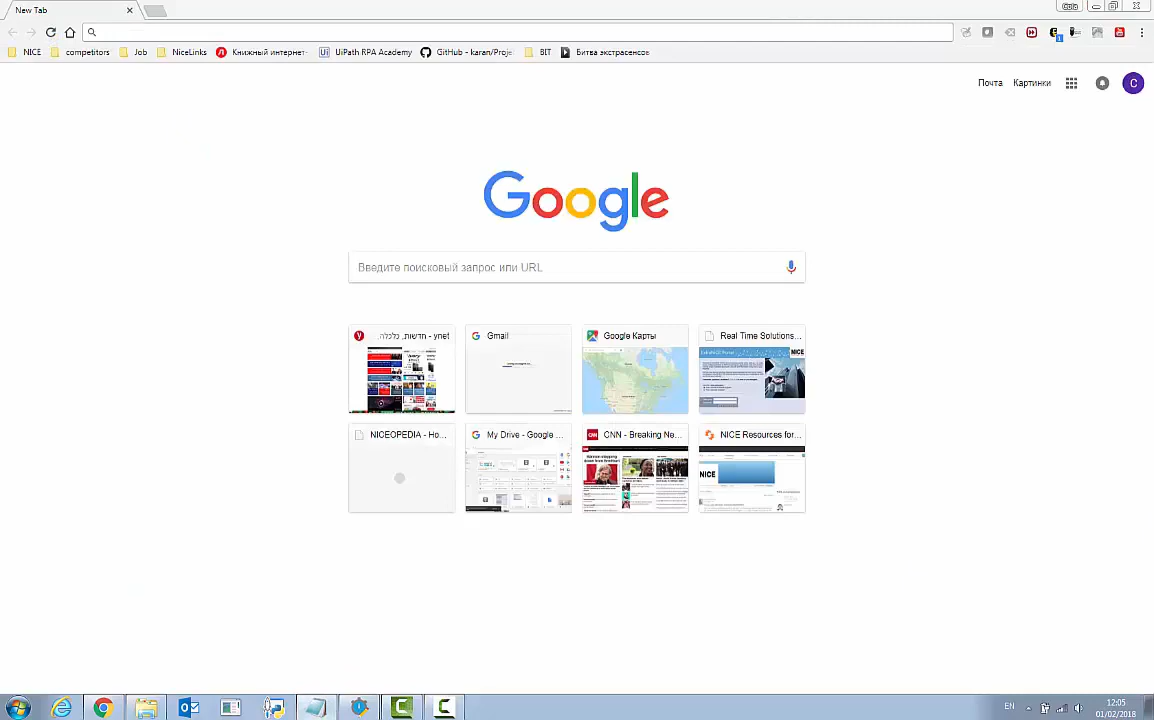 New Tab
NICE
competitors
Job
NiceLinks
Книжный интернет-
UiPath RPA Academy
GitHub - karan/Proje
BIT
Битва экстрасенсов
Почта
Картинки
C
Google
Введите поисковый запрос или URL
ynet - חדשות, כלכלה...
Gmail
Google Карты
Real Time Solutions...
NICE
NICEOPEDIA - Ho...
My Drive - Google ...
CNN - Breaking Ne...
NICE Resources for...
NICE
EN
12:05
01/02/2018